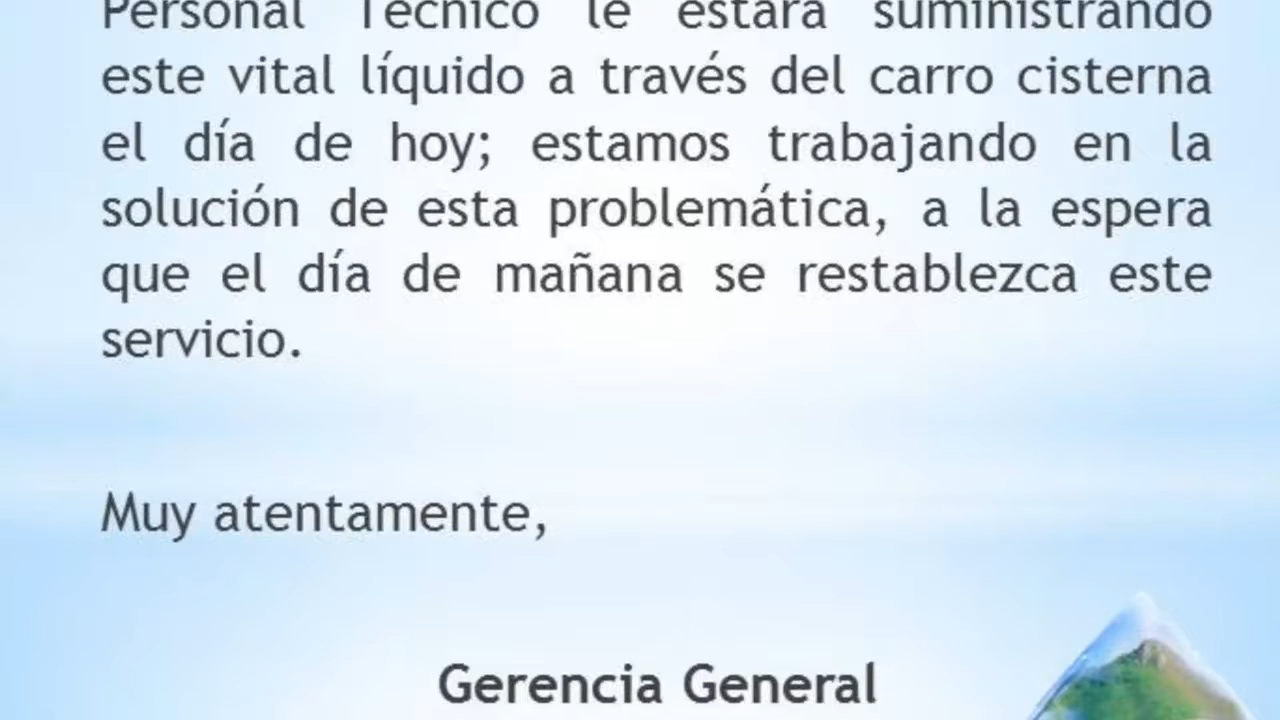 Personal Técnico le estará suministrando
este vital líquido a través del carro cisterna
el día de hoy; estamos trabajando en la
solución de esta problemática, a la espera
que el día de mañana se restablezca este
servicio.
Muy atentamente,
Gerencia General